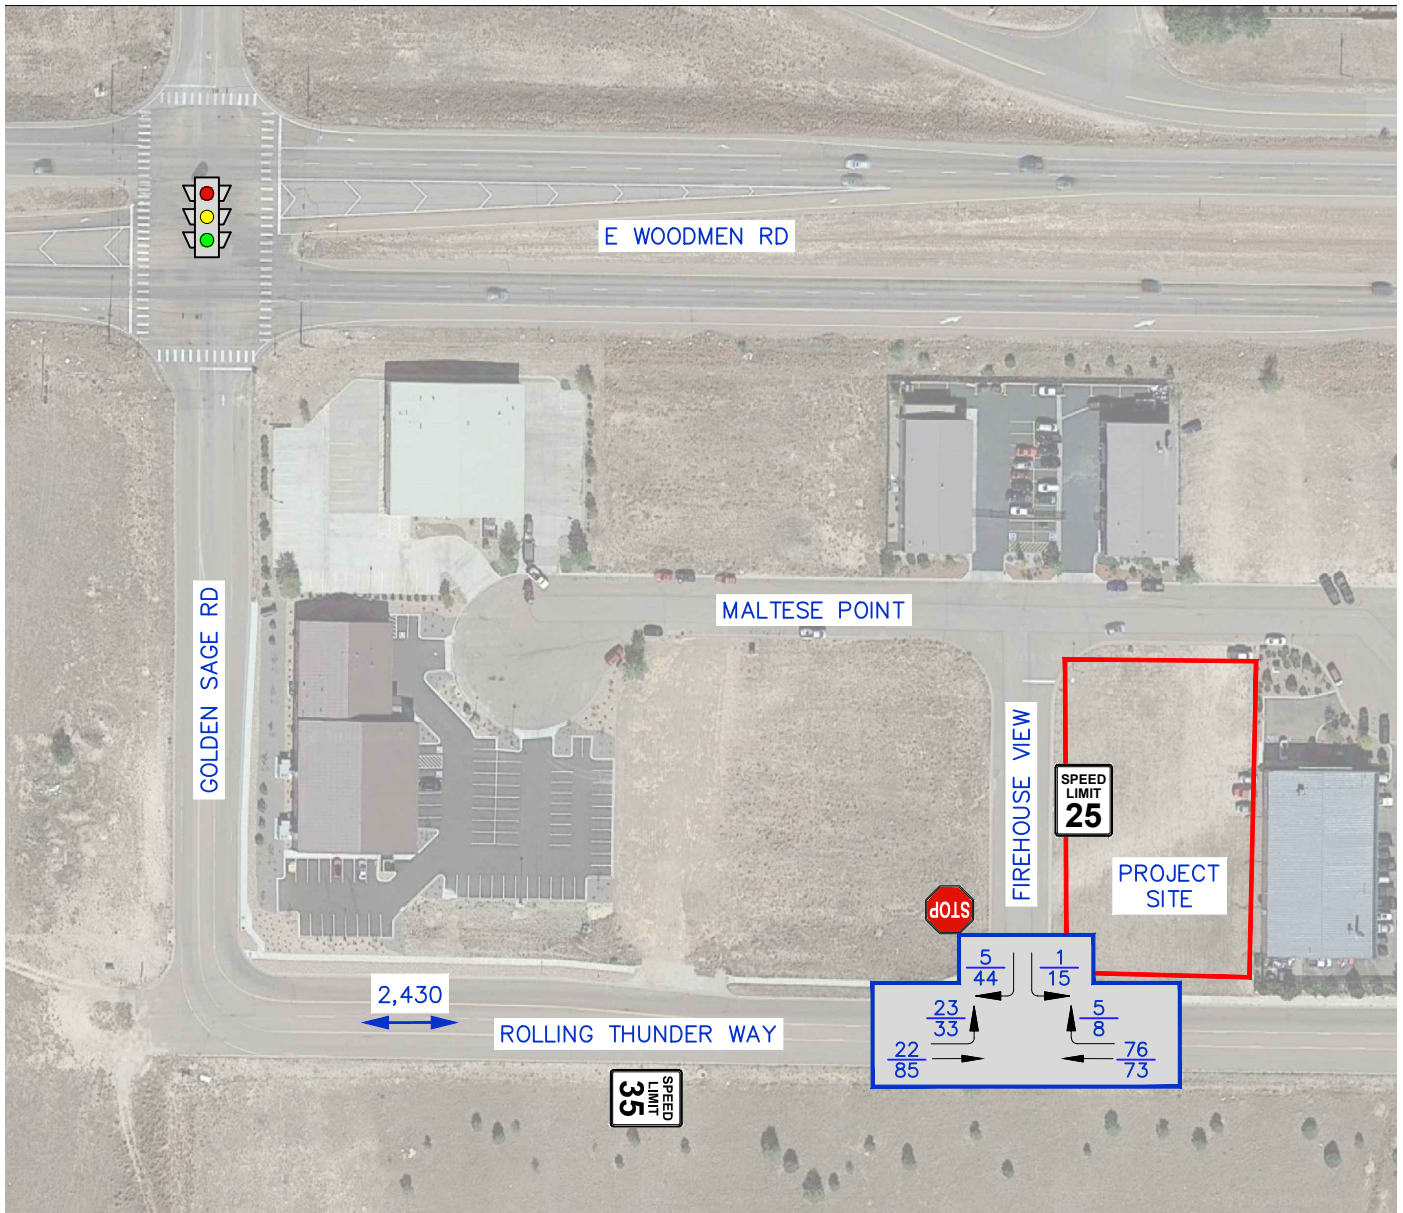 E WOODMEN RD
MALTESE POINT
GOLDEN SAGE RD
FIREHOUSE VIEW
SPEED
LIMIT
25
PROJECT
SITE
STOP
5
44
1
15
23
33
5
8
22
85
76
73
2,430
ROLLING THUNDER WAY
SPEED
LIMIT
35